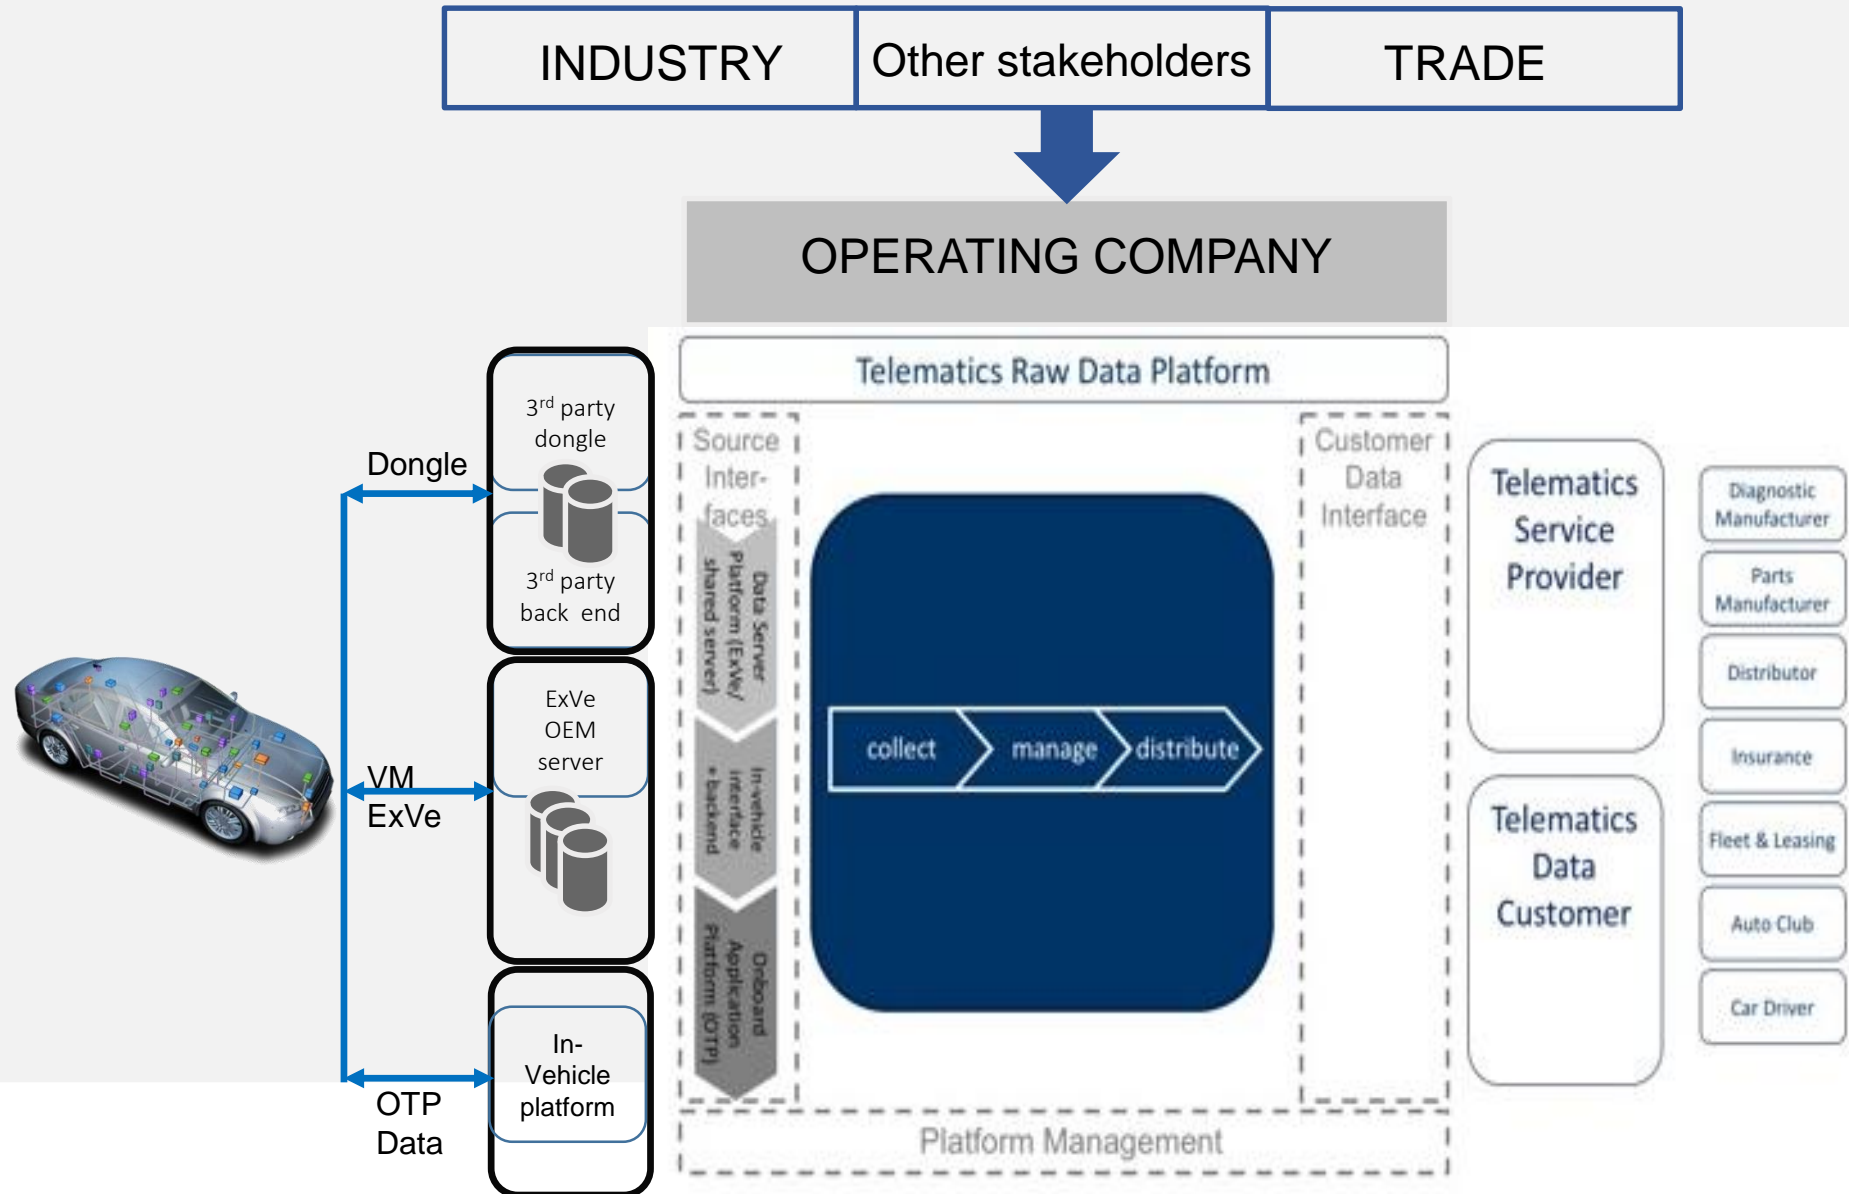 INDUSTRY
Other stakeholders
TRADE
OPERATING COMPANY
Telematics Raw Data Platform
Dongle
VM
ExVe
OTP
Data
3rd party
dongle
3rd party
back end
ExVe
OEM
server
In-
Vehicle
platform
Source
Inter-
faces
Data Server
Platform (ExVe/
shared server)
In-vehicle
interface
+ backend
Onboard
Application
Platform (OTP)
collect
manage
distribute
Customer
Data
Interface
Platform Management
Telematics
Service
Provider
Telematics
Data
Customer
Diagnostic
Manufacturer
Parts
Manufacturer
Distributor
Insurance
Fleet & Leasing
Auto Club
Car Driver